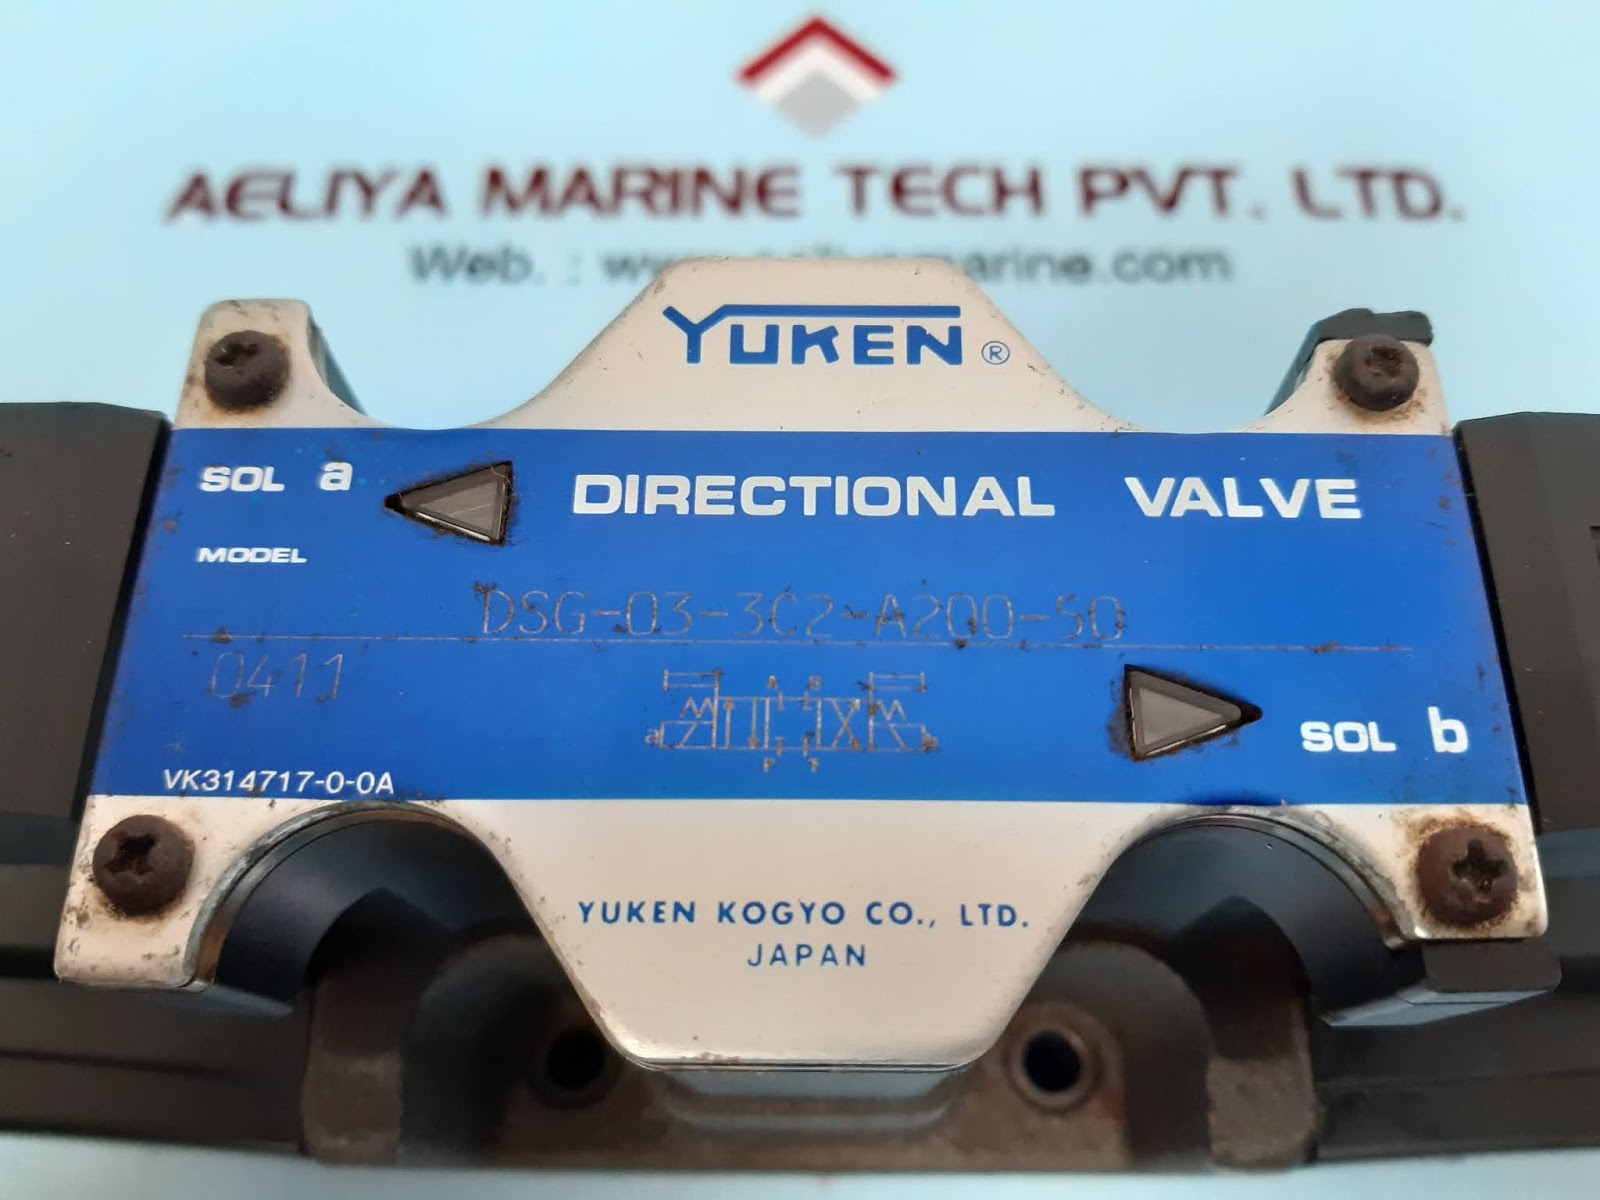 AELIYA MARINE TECH PVT. LTD.
Web. :
YUKEN ®
SOL a
DIRECTIONAL VALVE
MODEL
DSG-03-3C2-A200-50
0411
A B
a b
P T
SOL b
VK314717-0-0A
YUKEN KOGYO CO., LTD.
JAPAN